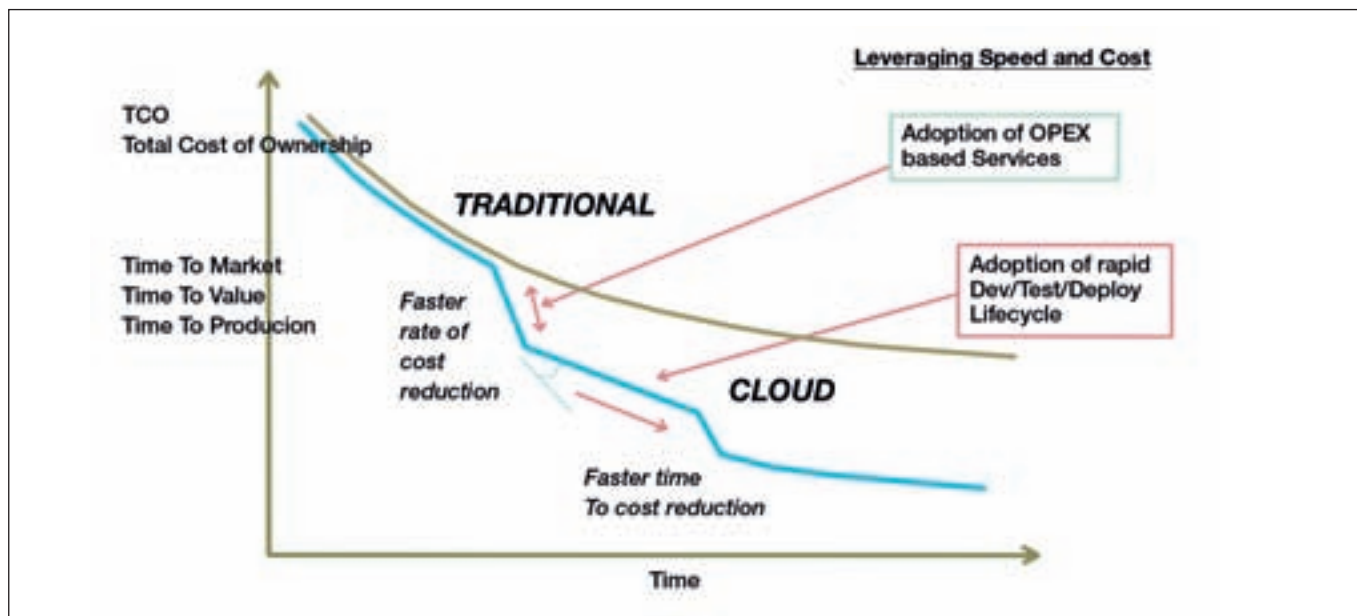 Leveraging Speed and Cost
TCO
Total Cost of Ownership
Adoption of OPEX
based Services
TRADITIONAL
Time To Market
Time To Value
Time To Producion
Adoption of rapid
Dev/Test/Deploy
Lifecycle
Faster
rate of
cost
reduction
CLOUD
Faster time
To cost reduction
Time